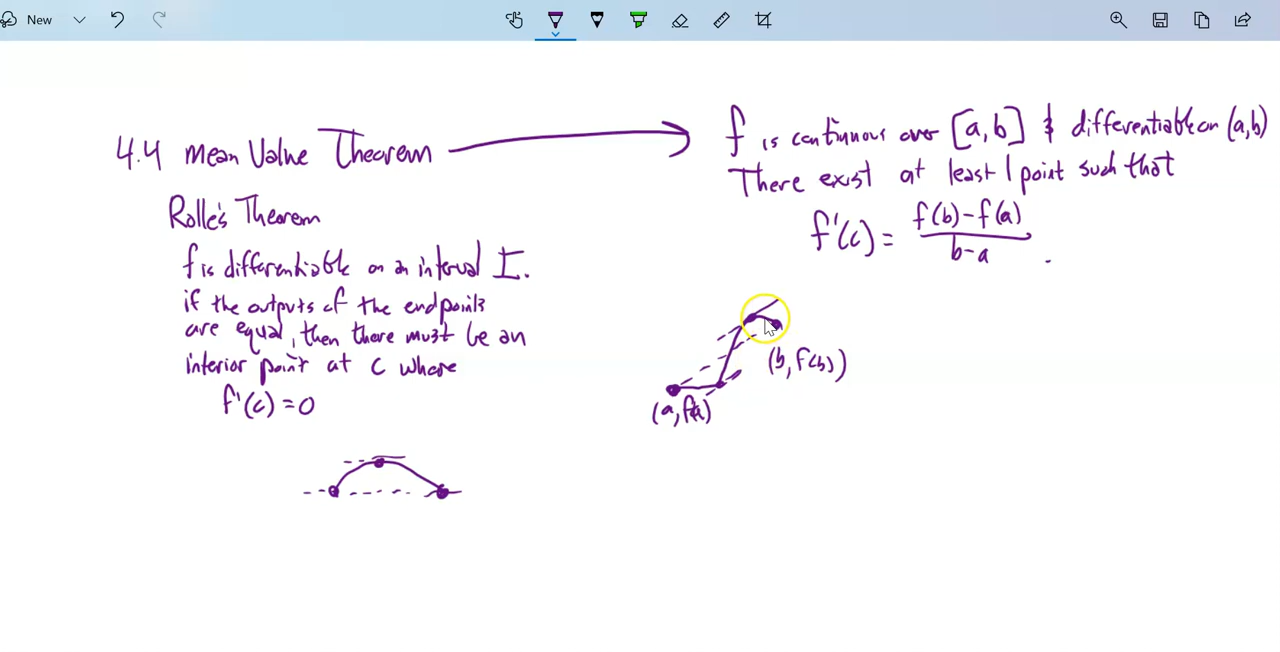 New
4.4 Mean Value Theorem
Rolle's Theorem
f is differentiable on an interval I.
if the outputs of the endpoints
are equal, then there must be an
interior point at c where
f'(c) = 0
f is continuous over [a,b] & differentiable on (a,b)
There exist at least 1 point such that
f'(c) = f(b)-f(a)
b-a
(b, f(b))
(a, f(a)